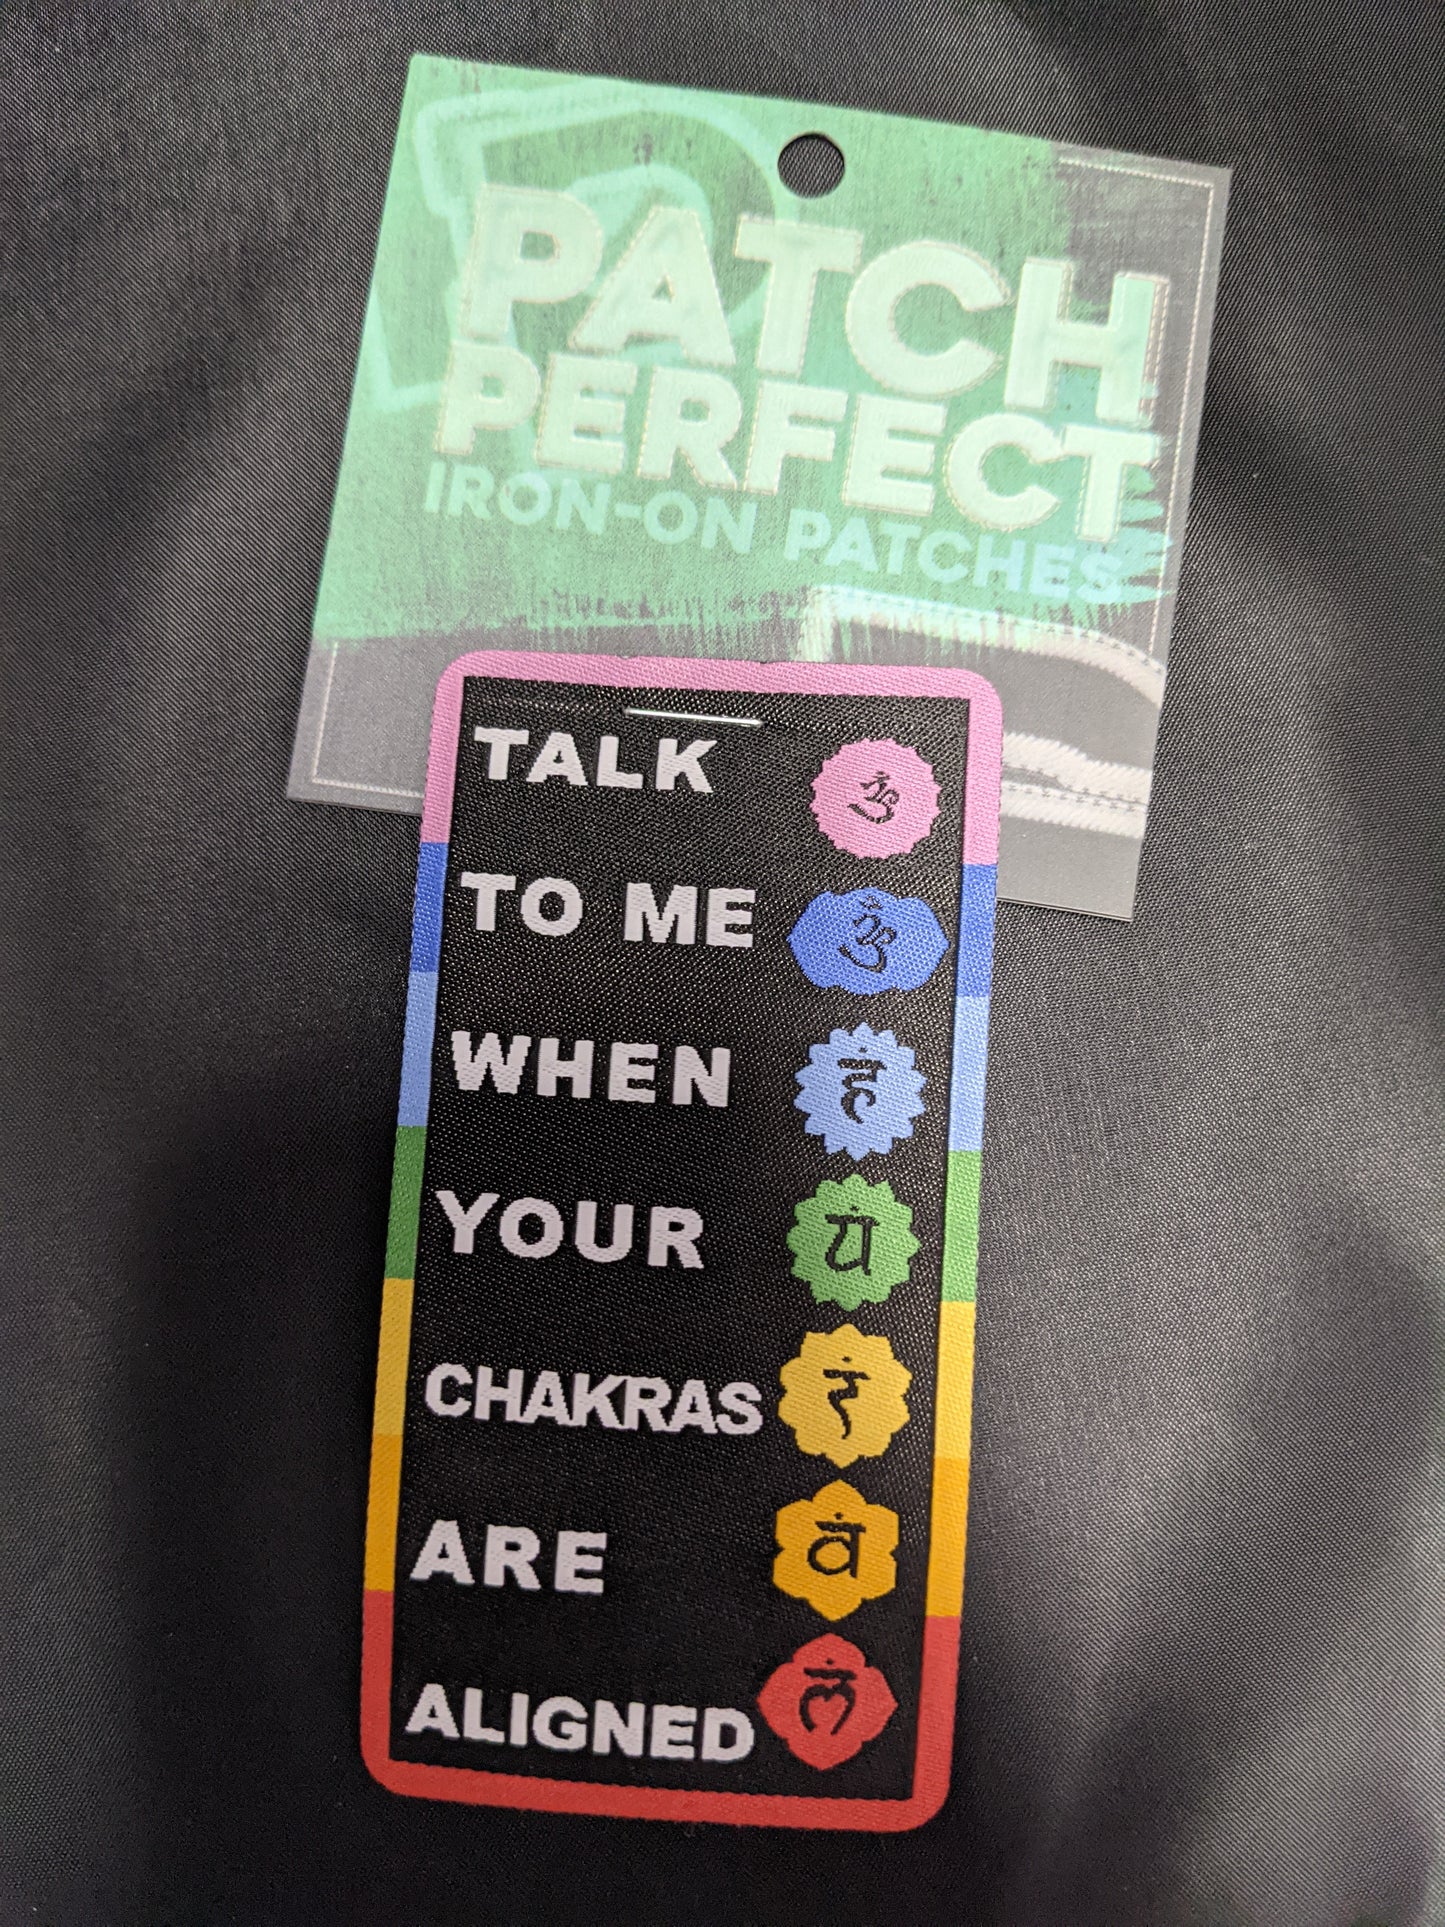 PATCH
PERFECT
IRON-ON PATCHES
TALK ॐ
TO ME ॐ
WHEN हं
YOUR यं
CHAKRAS रं
ARE वं
ALIGNED लं